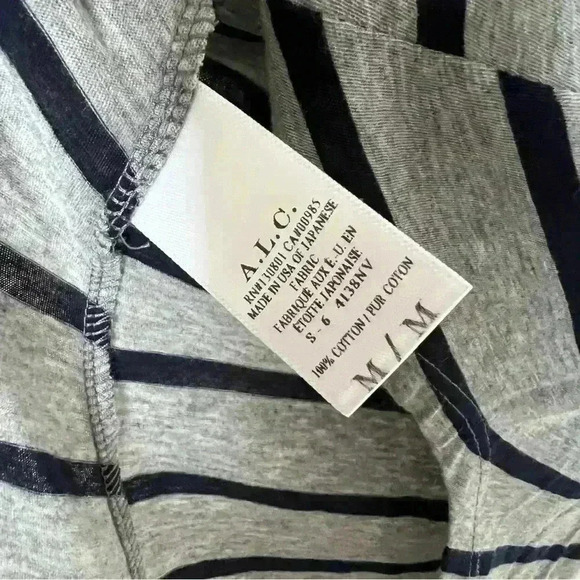 A.L.C.
RN#130801 CA#00985
MADE IN USA OF JAPANESE
FABRIC
FABRIQUE AUX É.U. EN
ETOITE JAPONAISE
S - 6 4138NV
100% COTTON / PUR COTON
M / M